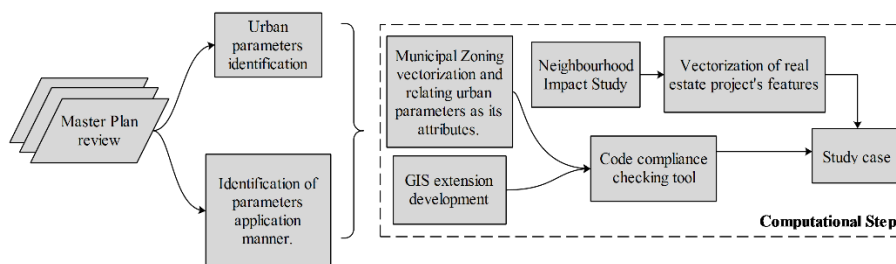 Urban
parameters
identification
Master Plan
review
Identification of
parameters
application
manner.
Municipal Zoning
vectorization and
relating urban
parameters as its
attributes.
GIS extension
development
Neighbourhood
Impact Study
Vectorization of real
estate project's features
Code compliance
checking tool
Study case
Computational Step